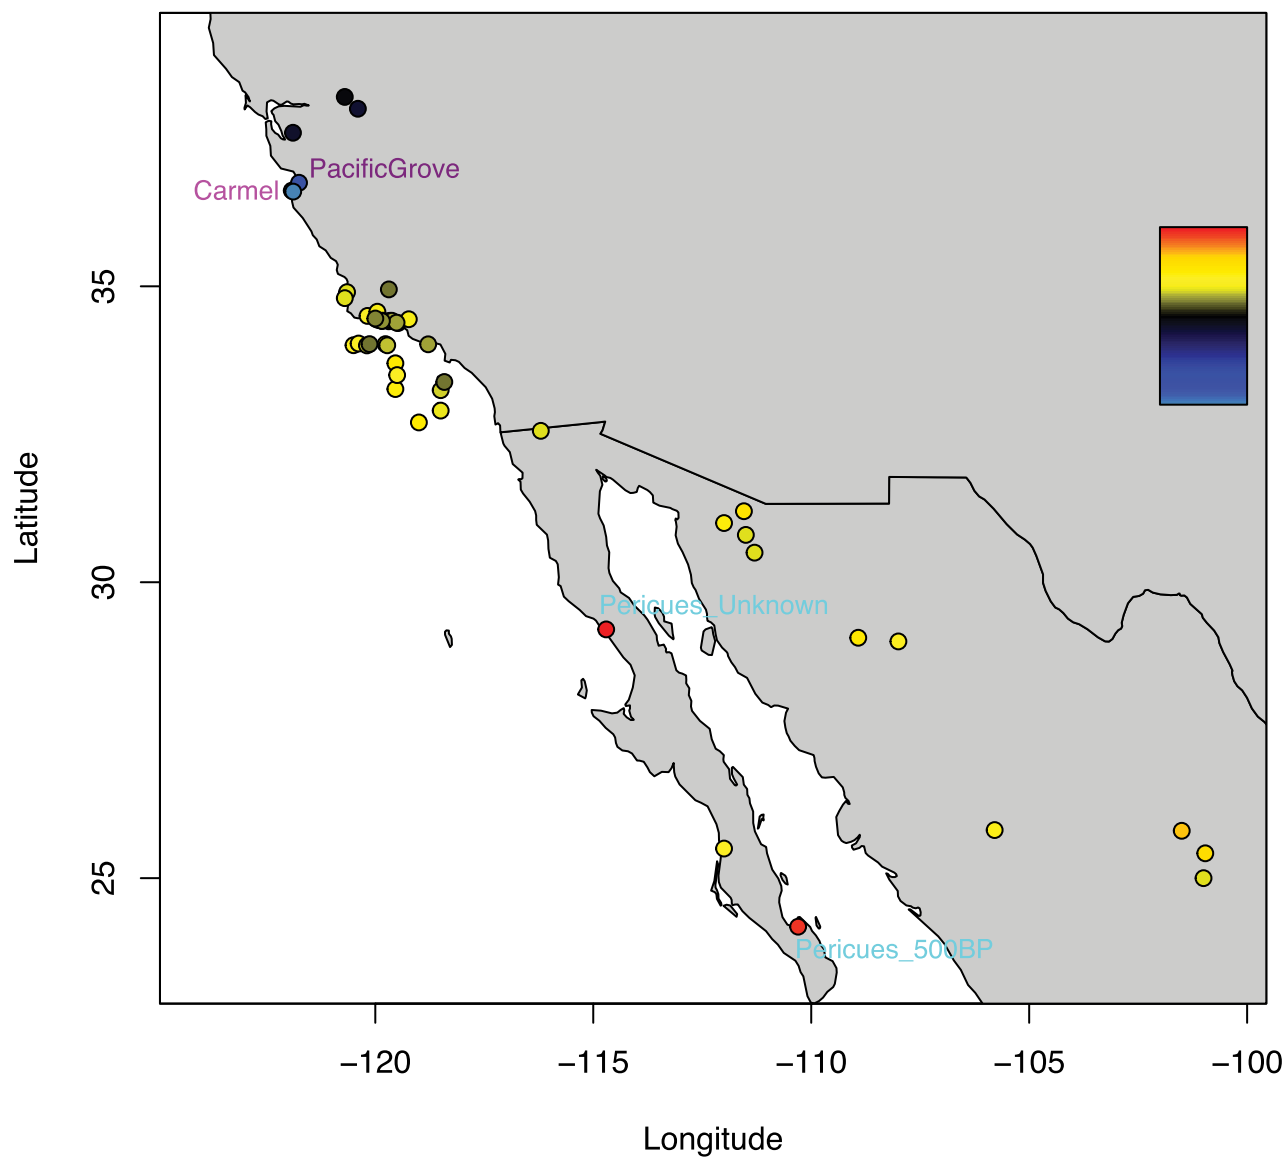 PacificGrove
Carmel
35
Latitude
30
Pericues_Unknown
25
Pericues_500BP
−120 −115 −110 −105 −100
Longitude